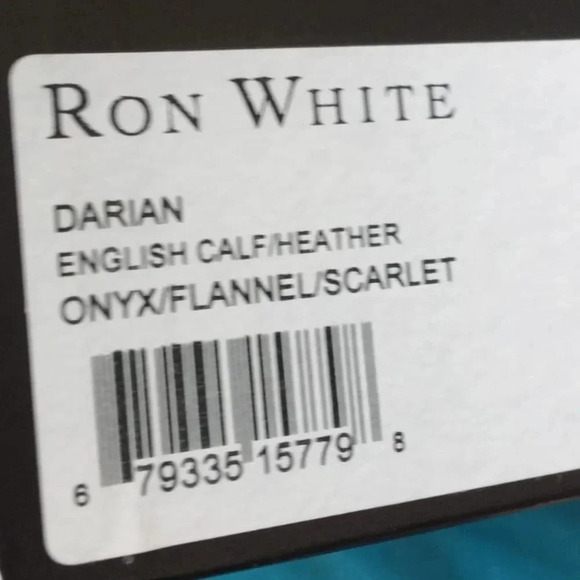 RON WHITE
DARIAN
ENGLISH CALF/HEATHER
ONYX/FLANNEL/SCARLET
6 79335 15779 8